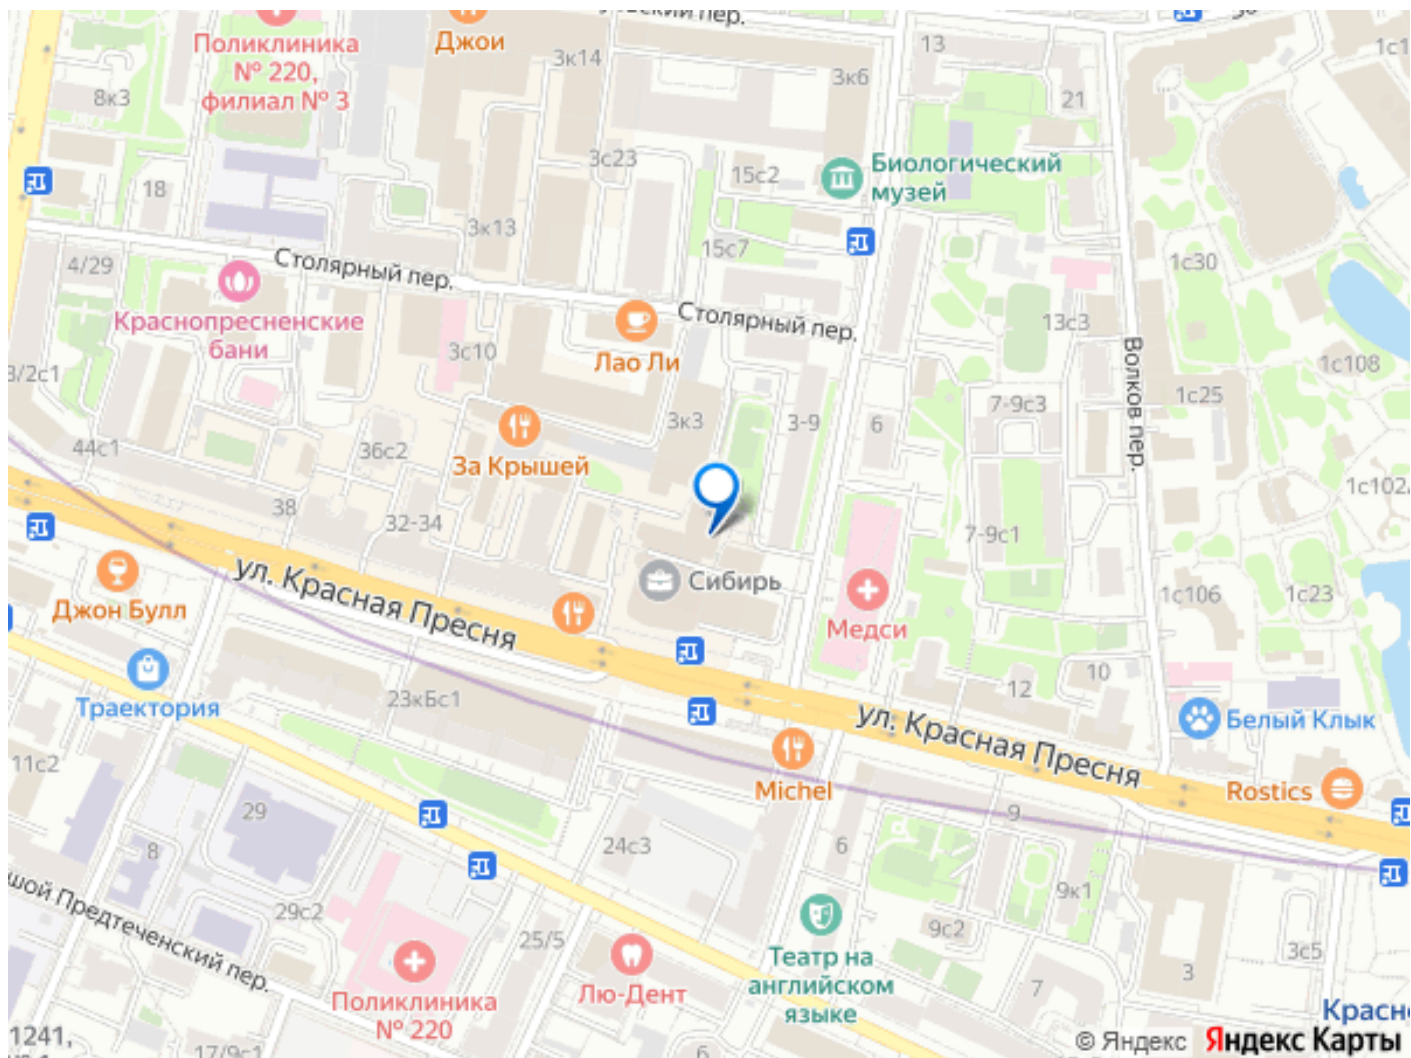 Поликлиника
№ 220,
филиал № 3
Джои
3к14
3к6
13
21
1с1
8к3
18
3с23
15с2
Биологический
музей
3к13
15с7
1с30
4/29
Столярный пер.
Краснопресненские
бани
Столярный пер.
Лао Ли
3с10
13с3
Волков пер.
1с108
3/2с1
1с25
7-9с3
3к3
3-9
6
44с1
36с2
За Крышей
1с102
38
32-34
7-9с1
ул. Красная Пресня
Сибирь
Джон Булл
Медси
1с106
1с23
10
12
Траектория
23кБс1
ул. Красная Пресня
Белый Клык
11с2
Michel
Rostics
29
8
24с3
6
9
9к1
29с2
25/5
9с2
шой Предтеченский пер.
Театр на
английском
языке
3с5
3
Поликлиника
№ 220
Лю-Дент
7
1241,
17/9с1
6
© Яндекс Яндекс Карты